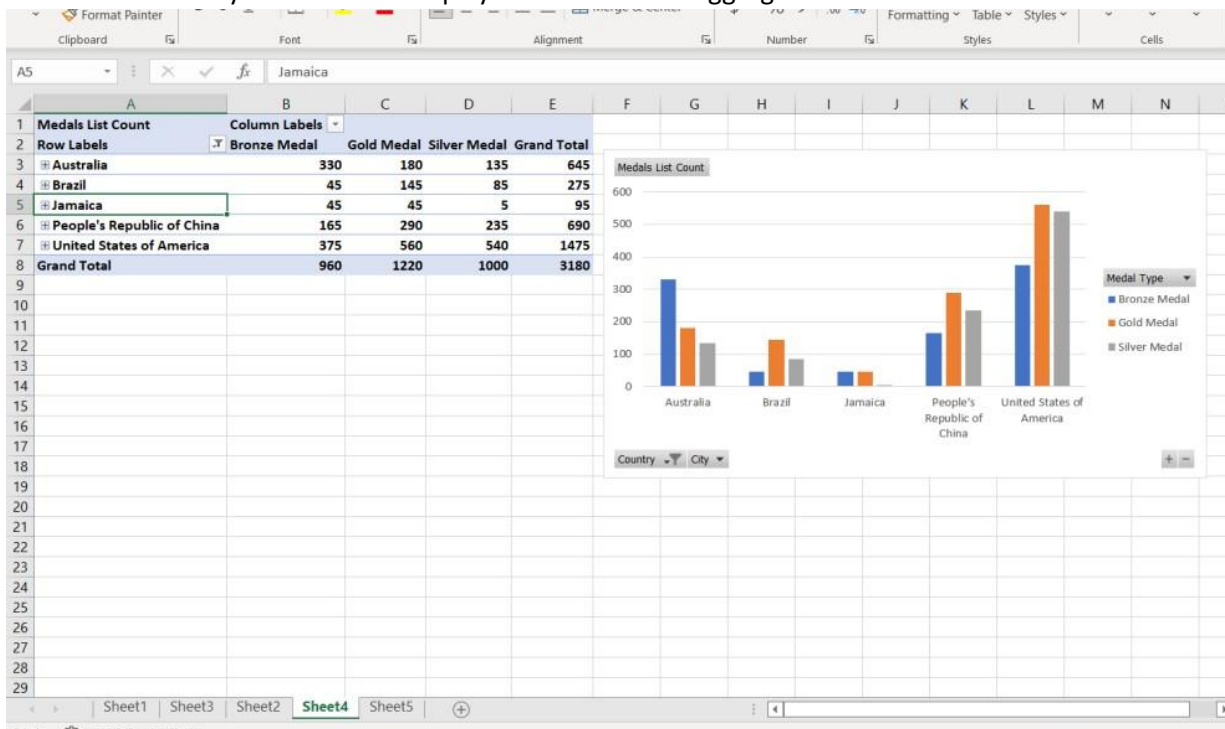 Format Painter
Formatting Table Styles
Clipboard Font Alignment Number Styles Cells
A5 fx Jamaica
A B C D E F G H I J K L M N
1 Medals List Count Column Labels
2 Row Labels Bronze Medal Gold Medal Silver Medal Grand Total
3 Australia 330 180 135 645
4 Brazil 45 145 85 275
5 Jamaica 45 45 5 95
6 People's Republic of China 165 290 235 690
7 United States of America 375 560 540 1475
8 Grand Total 960 1220 1000 3180
9
10
11
12
13
14
15
16
17
18
19
20
21
22
23
24
25
26
27
28
29
Medals List Count
600
500
400
300
200
100
0
Australia Brazil Jamaica People's Republic of China United States of America
Medal Type
Bronze Medal
Gold Medal
Silver Medal
Country City
Sheet1 Sheet3 Sheet2 Sheet4 Sheet5